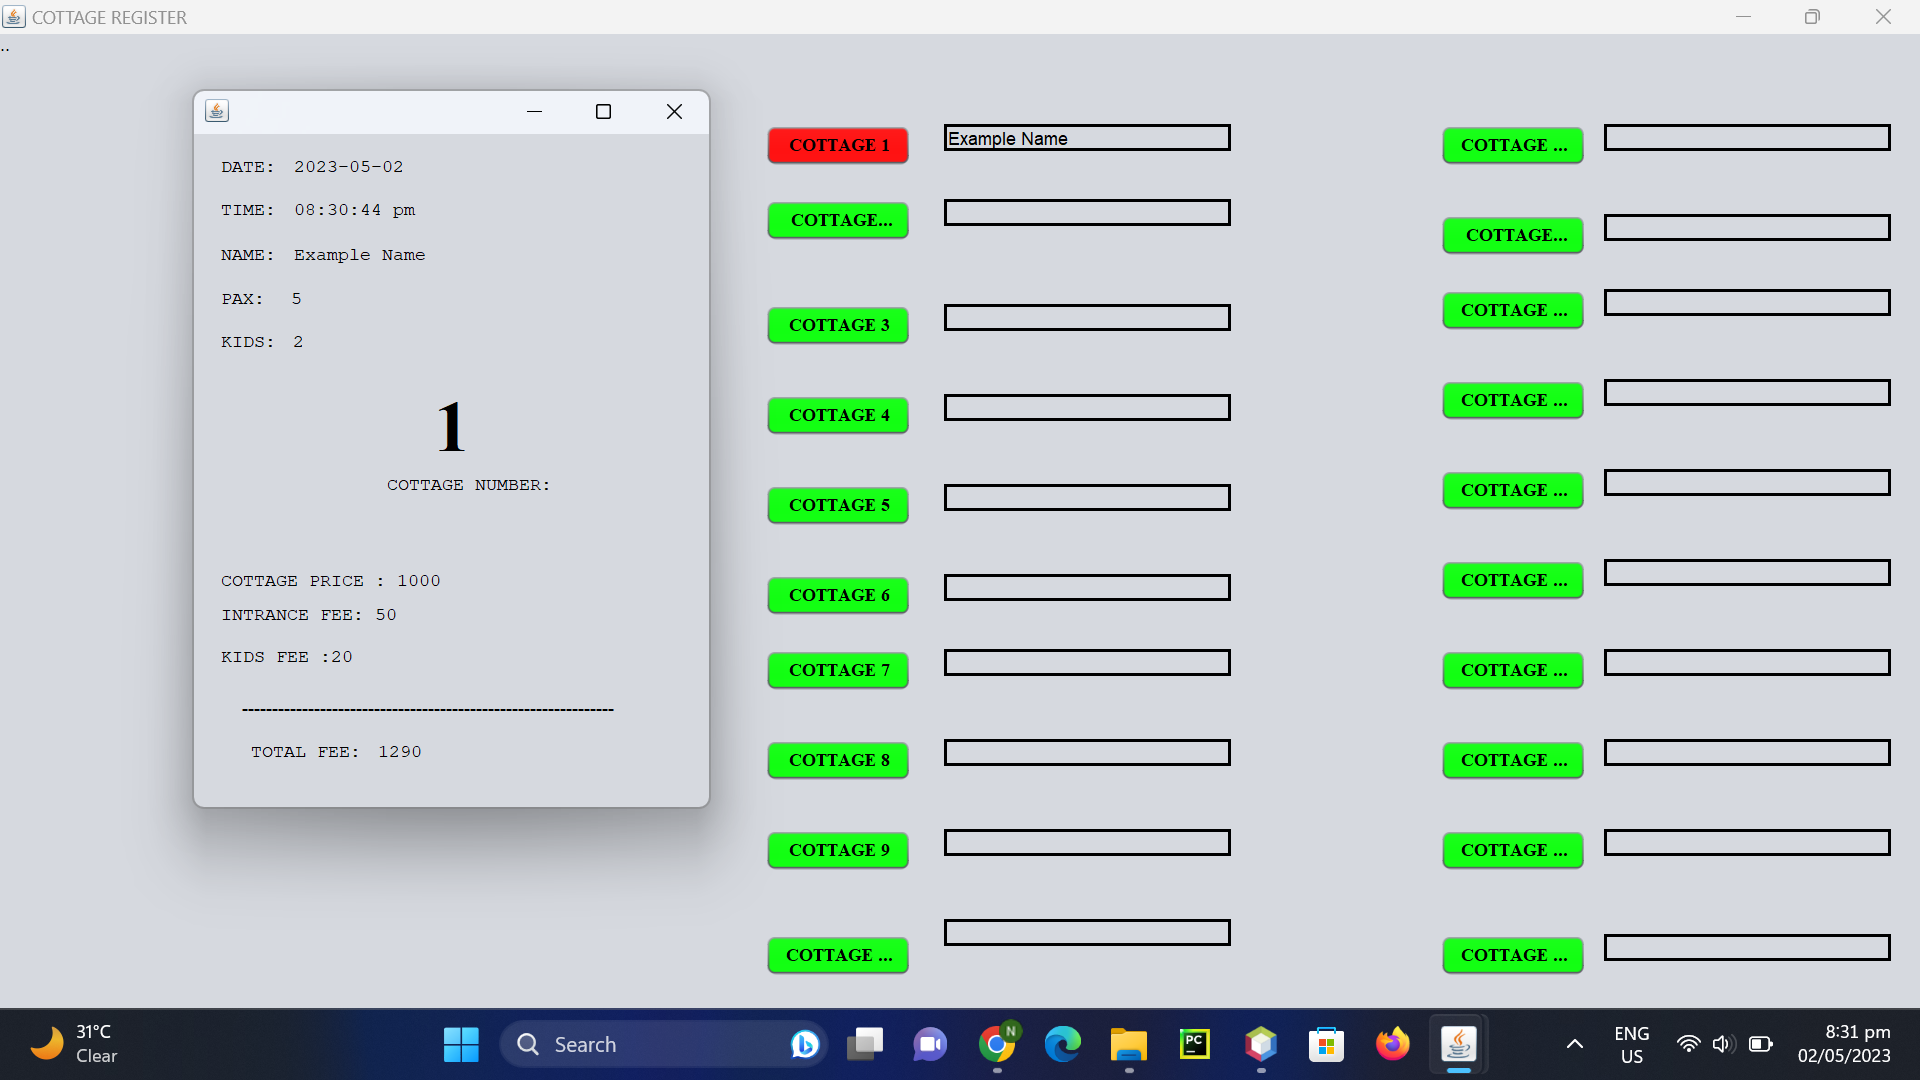 COTTAGE REGISTER
..
DATE: 2023-05-02
TIME: 08:30:44 pm
NAME: Example Name
PAX: 5
KIDS: 2
1
COTTAGE NUMBER:
COTTAGE PRICE : 1000
INTRANCE FEE: 50
KIDS FEE :20
--------------------------------------------------------------
TOTAL FEE: 1290
COTTAGE 1 Example Name
COTTAGE...
COTTAGE 3
COTTAGE 4
COTTAGE 5
COTTAGE 6
COTTAGE 7
COTTAGE 8
COTTAGE 9
COTTAGE ...
COTTAGE ...
COTTAGE...
COTTAGE ...
COTTAGE ...
COTTAGE ...
COTTAGE ...
COTTAGE ...
COTTAGE ...
COTTAGE ...
COTTAGE ...
31°C
Clear
Search
N
PC
ENG
US
8:31 pm
02/05/2023